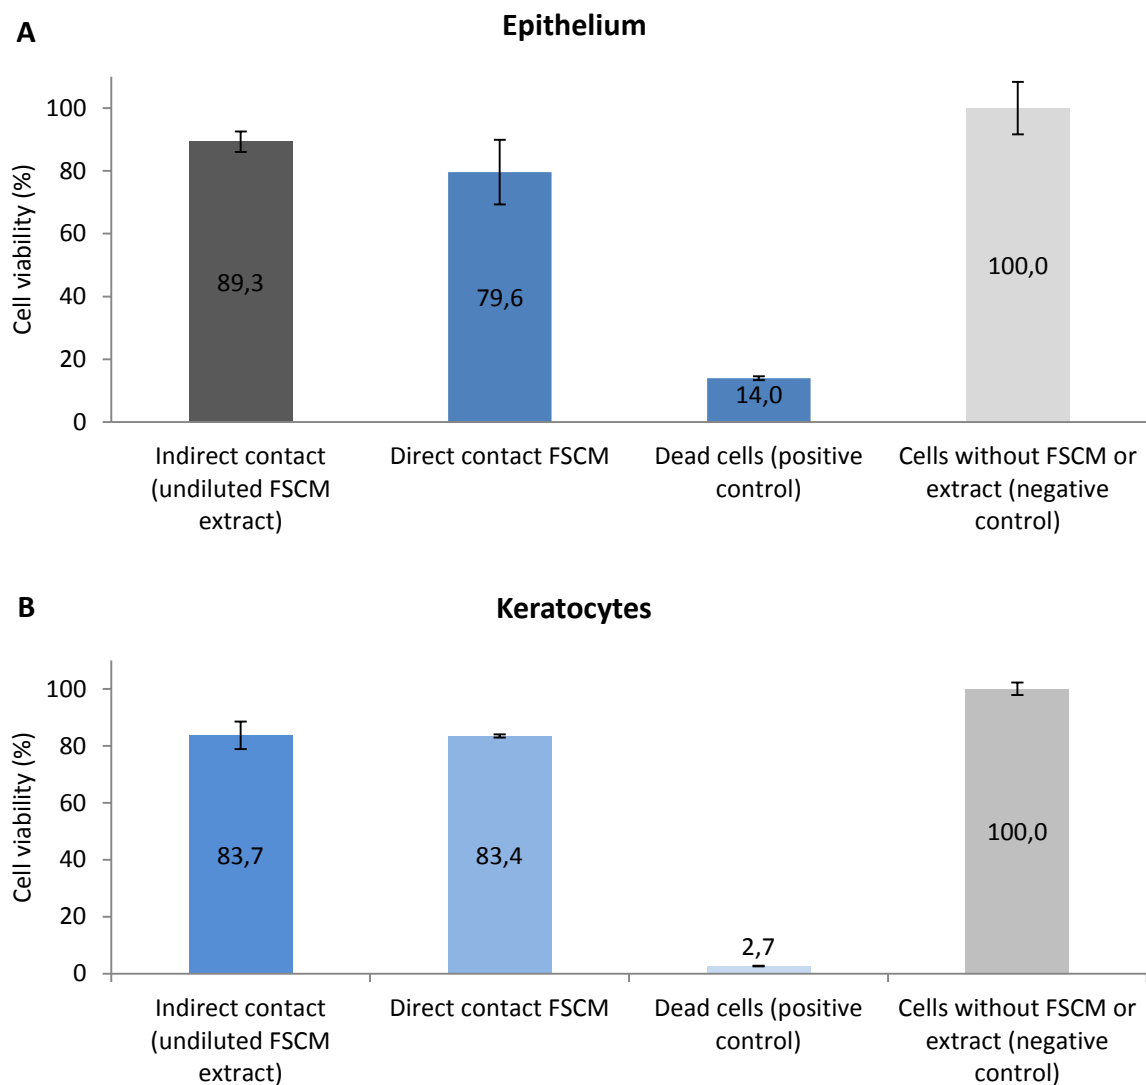 A
Epithelium
Cell viability (%)
100
80
60
40
20
0
89,3
79,6
14,0
100,0
Indirect contact
(undiluted FSCM
extract)
Direct contact FSCM
Dead cells (positive
control)
Cells without FSCM or
extract (negative
control)
B
Keratocytes
Cell viability (%)
100
80
60
40
20
0
83,7
83,4
2,7
100,0
Indirect contact
(undiluted FSCM
extract)
Direct contact FSCM
Dead cells (positive
control)
Cells without FSCM or
extract (negative
control)